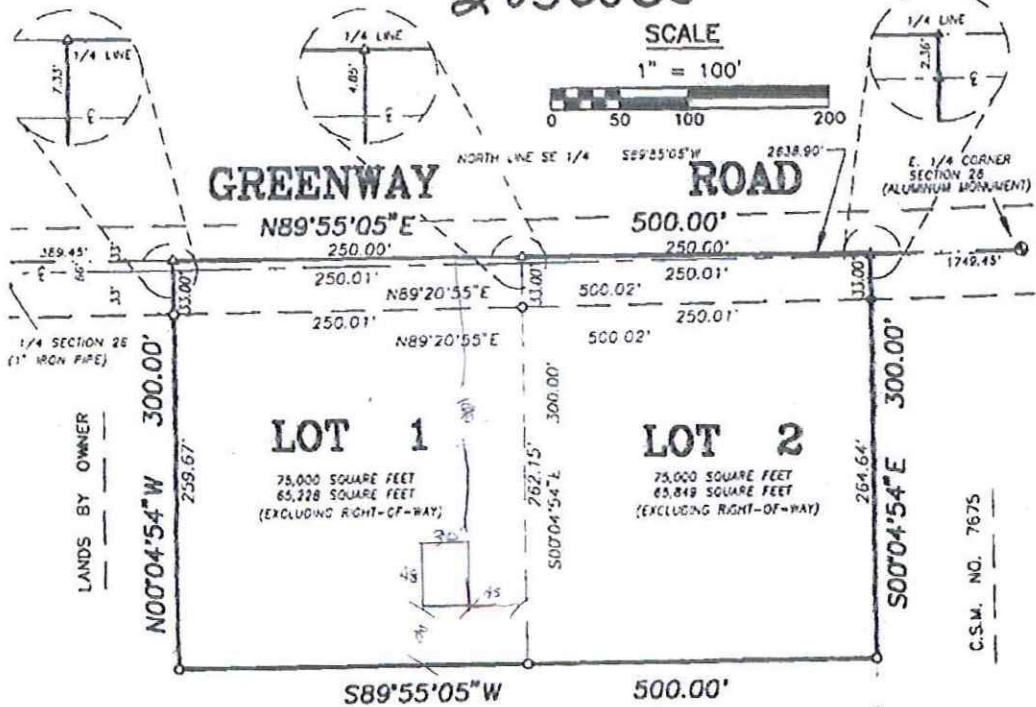 SCALE
1" = 100'
0 50 100 200
1/4 LINE
7.33'
1/4 LINE
4.85'
1/4 LINE
2.36'
NORTH LINE SE 1/4 S89°55'05"W 2638.90'
E. 1/4 CORNER
SECTION 26
(ALUMINUM MONUMENT)
GREENWAY ROAD
N89°55'05"E 500.00'
389.45' 33' 250.00' 250.00' 1749.45'
66' 250.01' 250.01'
33' 33.00' N89°20'55"E 33.00' 500.02' 33.00'
250.01' 250.01'
N89°20'55"E 500.02'
1/4 SECTION 26
(1" IRON PIPE)
LANDS BY OWNER
N00°04'54"W 300.00'
259.67'
LOT 1
75,000 SQUARE FEET
65,228 SQUARE FEET
(EXCLUDING RIGHT-OF-WAY)
30
48
45
262.15'
S00°04'54"E 300.00'
LOT 2
75,000 SQUARE FEET
65,849 SQUARE FEET
(EXCLUDING RIGHT-OF-WAY)
264.64'
S00°04'54"E 300.00'
C.S.M. NO. 7675
S89°55'05"W 500.00'